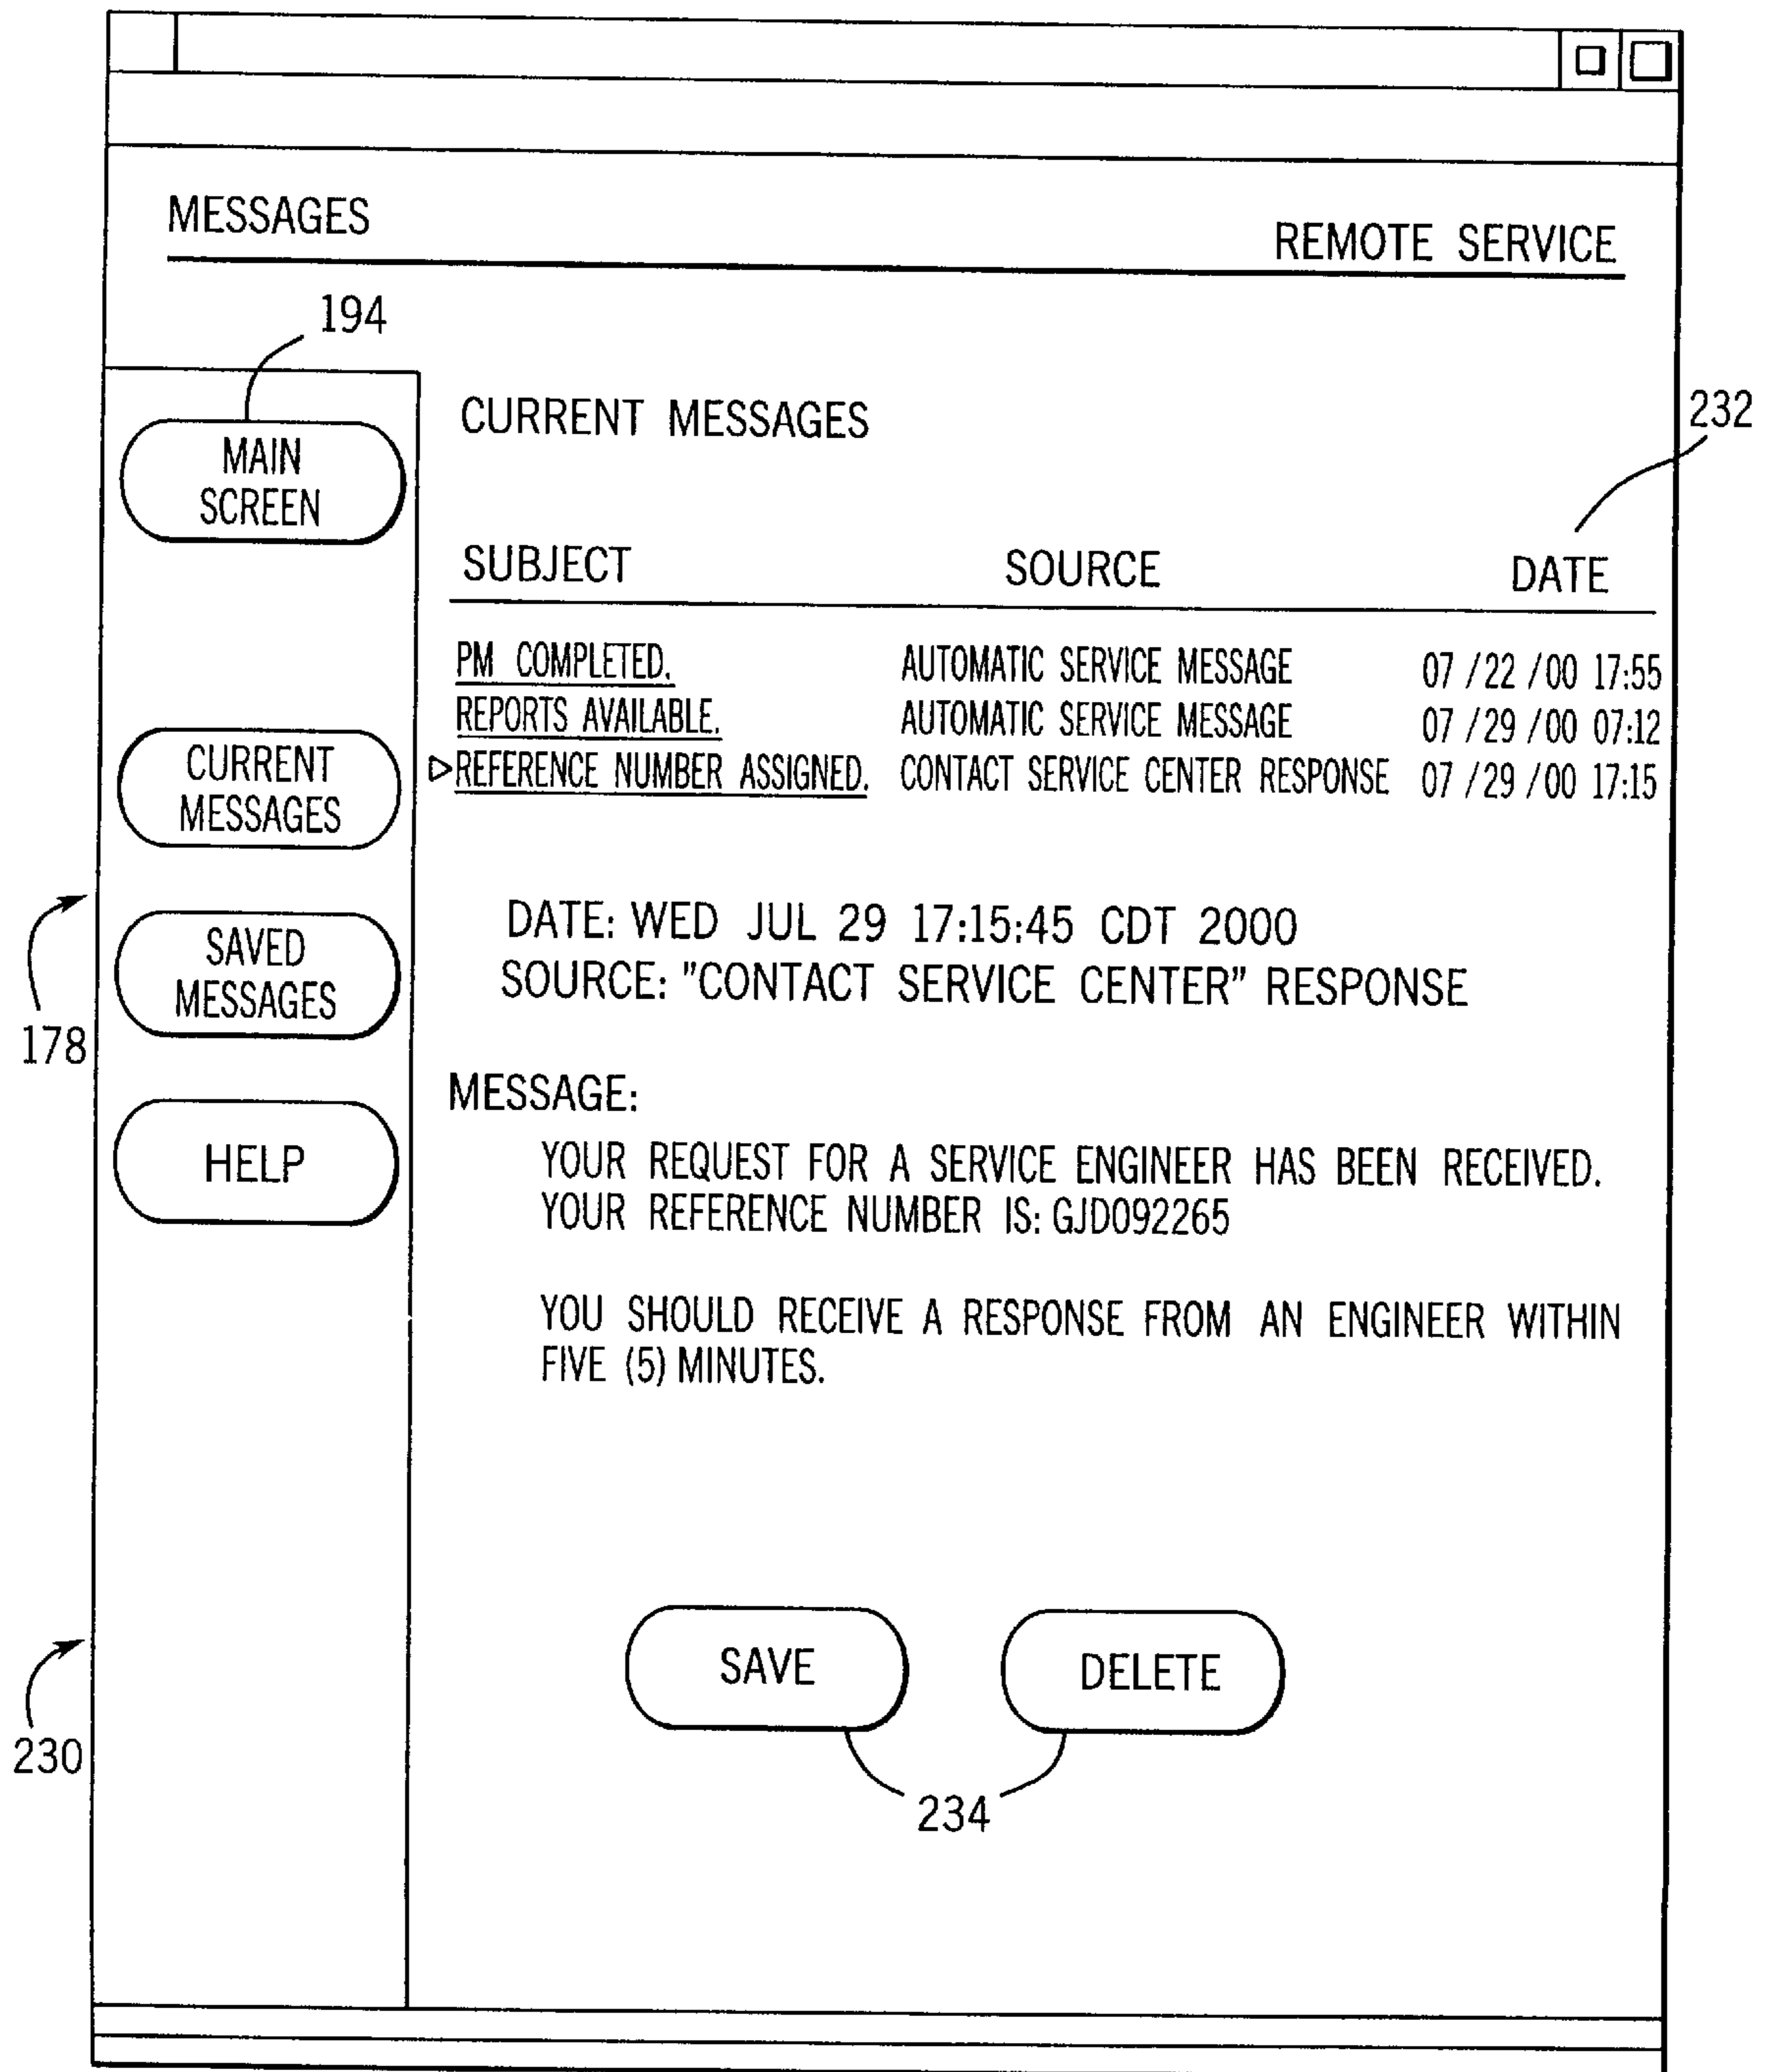 MESSAGES
REMOTE SERVICE
194
MAIN
SCREEN
CURRENT MESSAGES
232
SUBJECT SOURCE DATE
PM COMPLETED. AUTOMATIC SERVICE MESSAGE 07 /22 /00 17:55
REPORTS AVAILABLE. AUTOMATIC SERVICE MESSAGE 07 /29 /00 07:12
REFERENCE NUMBER ASSIGNED. CONTACT SERVICE CENTER RESPONSE 07 /29 /00 17:15
CURRENT
MESSAGES
SAVED
MESSAGES
178
HELP
DATE: WED JUL 29 17:15:45 CDT 2000
SOURCE: "CONTACT SERVICE CENTER" RESPONSE
MESSAGE:
YOUR REQUEST FOR A SERVICE ENGINEER HAS BEEN RECEIVED.
YOUR REFERENCE NUMBER IS: GJD092265
YOU SHOULD RECEIVE A RESPONSE FROM AN ENGINEER WITHIN
FIVE (5) MINUTES.
SAVE DELETE
230
234